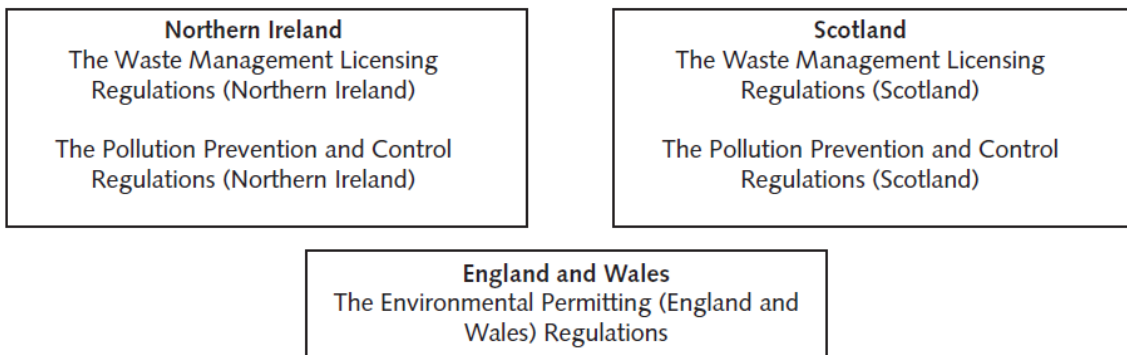 Northern Ireland
The Waste Management Licensing
Regulations (Northern Ireland)
The Pollution Prevention and Control
Regulations (Northern Ireland)
Scotland
The Waste Management Licensing
Regulations (Scotland)
The Pollution Prevention and Control
Regulations (Scotland)
England and Wales
The Environmental Permitting (England and
Wales) Regulations